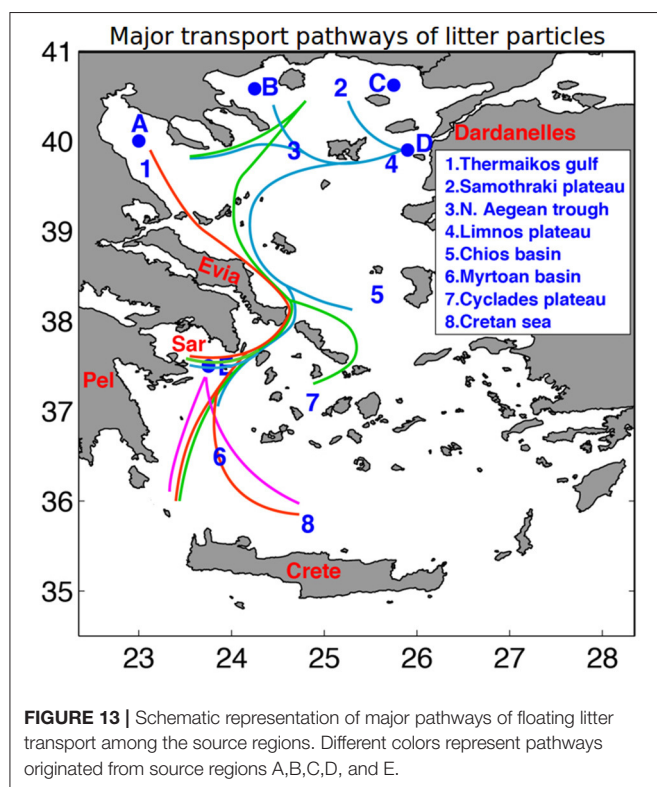 Major transport pathways of litter particles
41
40
39
38
37
36
35
23
24
25
26
27
28
A
B
C
D
E
1
2
3
4
5
6
7
8
Dardanelles
Evia
Sar
Pel
Crete
1.Thermaikos gulf
2.Samothraki plateau
3.N. Aegean trough
4.Limnos plateau
5.Chios basin
6.Myrtoan basin
7.Cyclades plateau
8.Cretan sea
FIGURE 13 | Schematic representation of major pathways of floating litter
transport among the source regions. Different colors represent pathways
originated from source regions A,B,C,D, and E.